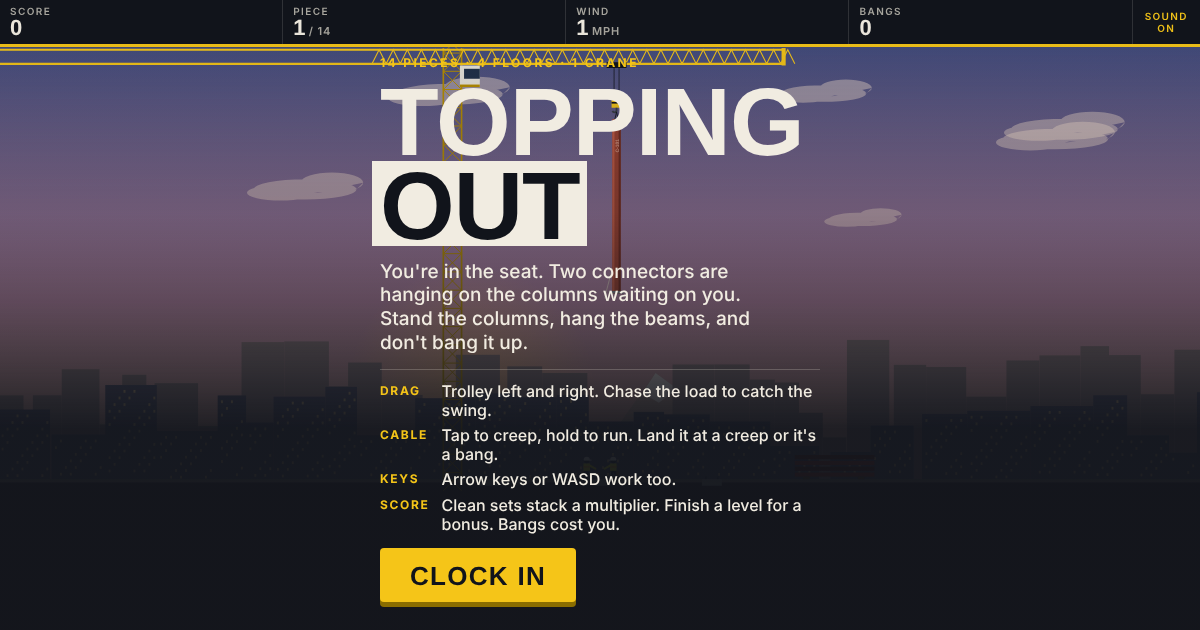 SCORE
0
PIECE
1 / 14
WIND
1 MPH
BANGS
0
SOUND
ON
14 PIECES · 4 FLOORS · 1 CRANE
TOPPING
OUT
You're in the seat. Two connectors are
hanging on the columns waiting on you.
Stand the columns, hang the beams, and
don't bang it up.
DRAG Trolley left and right. Chase the load to catch the
swing.
CABLE Tap to creep, hold to run. Land it at a creep or it's
a bang.
KEYS Arrow keys or WASD work too.
SCORE Clean sets stack a multiplier. Finish a level for a
bonus. Bangs cost you.
CLOCK IN